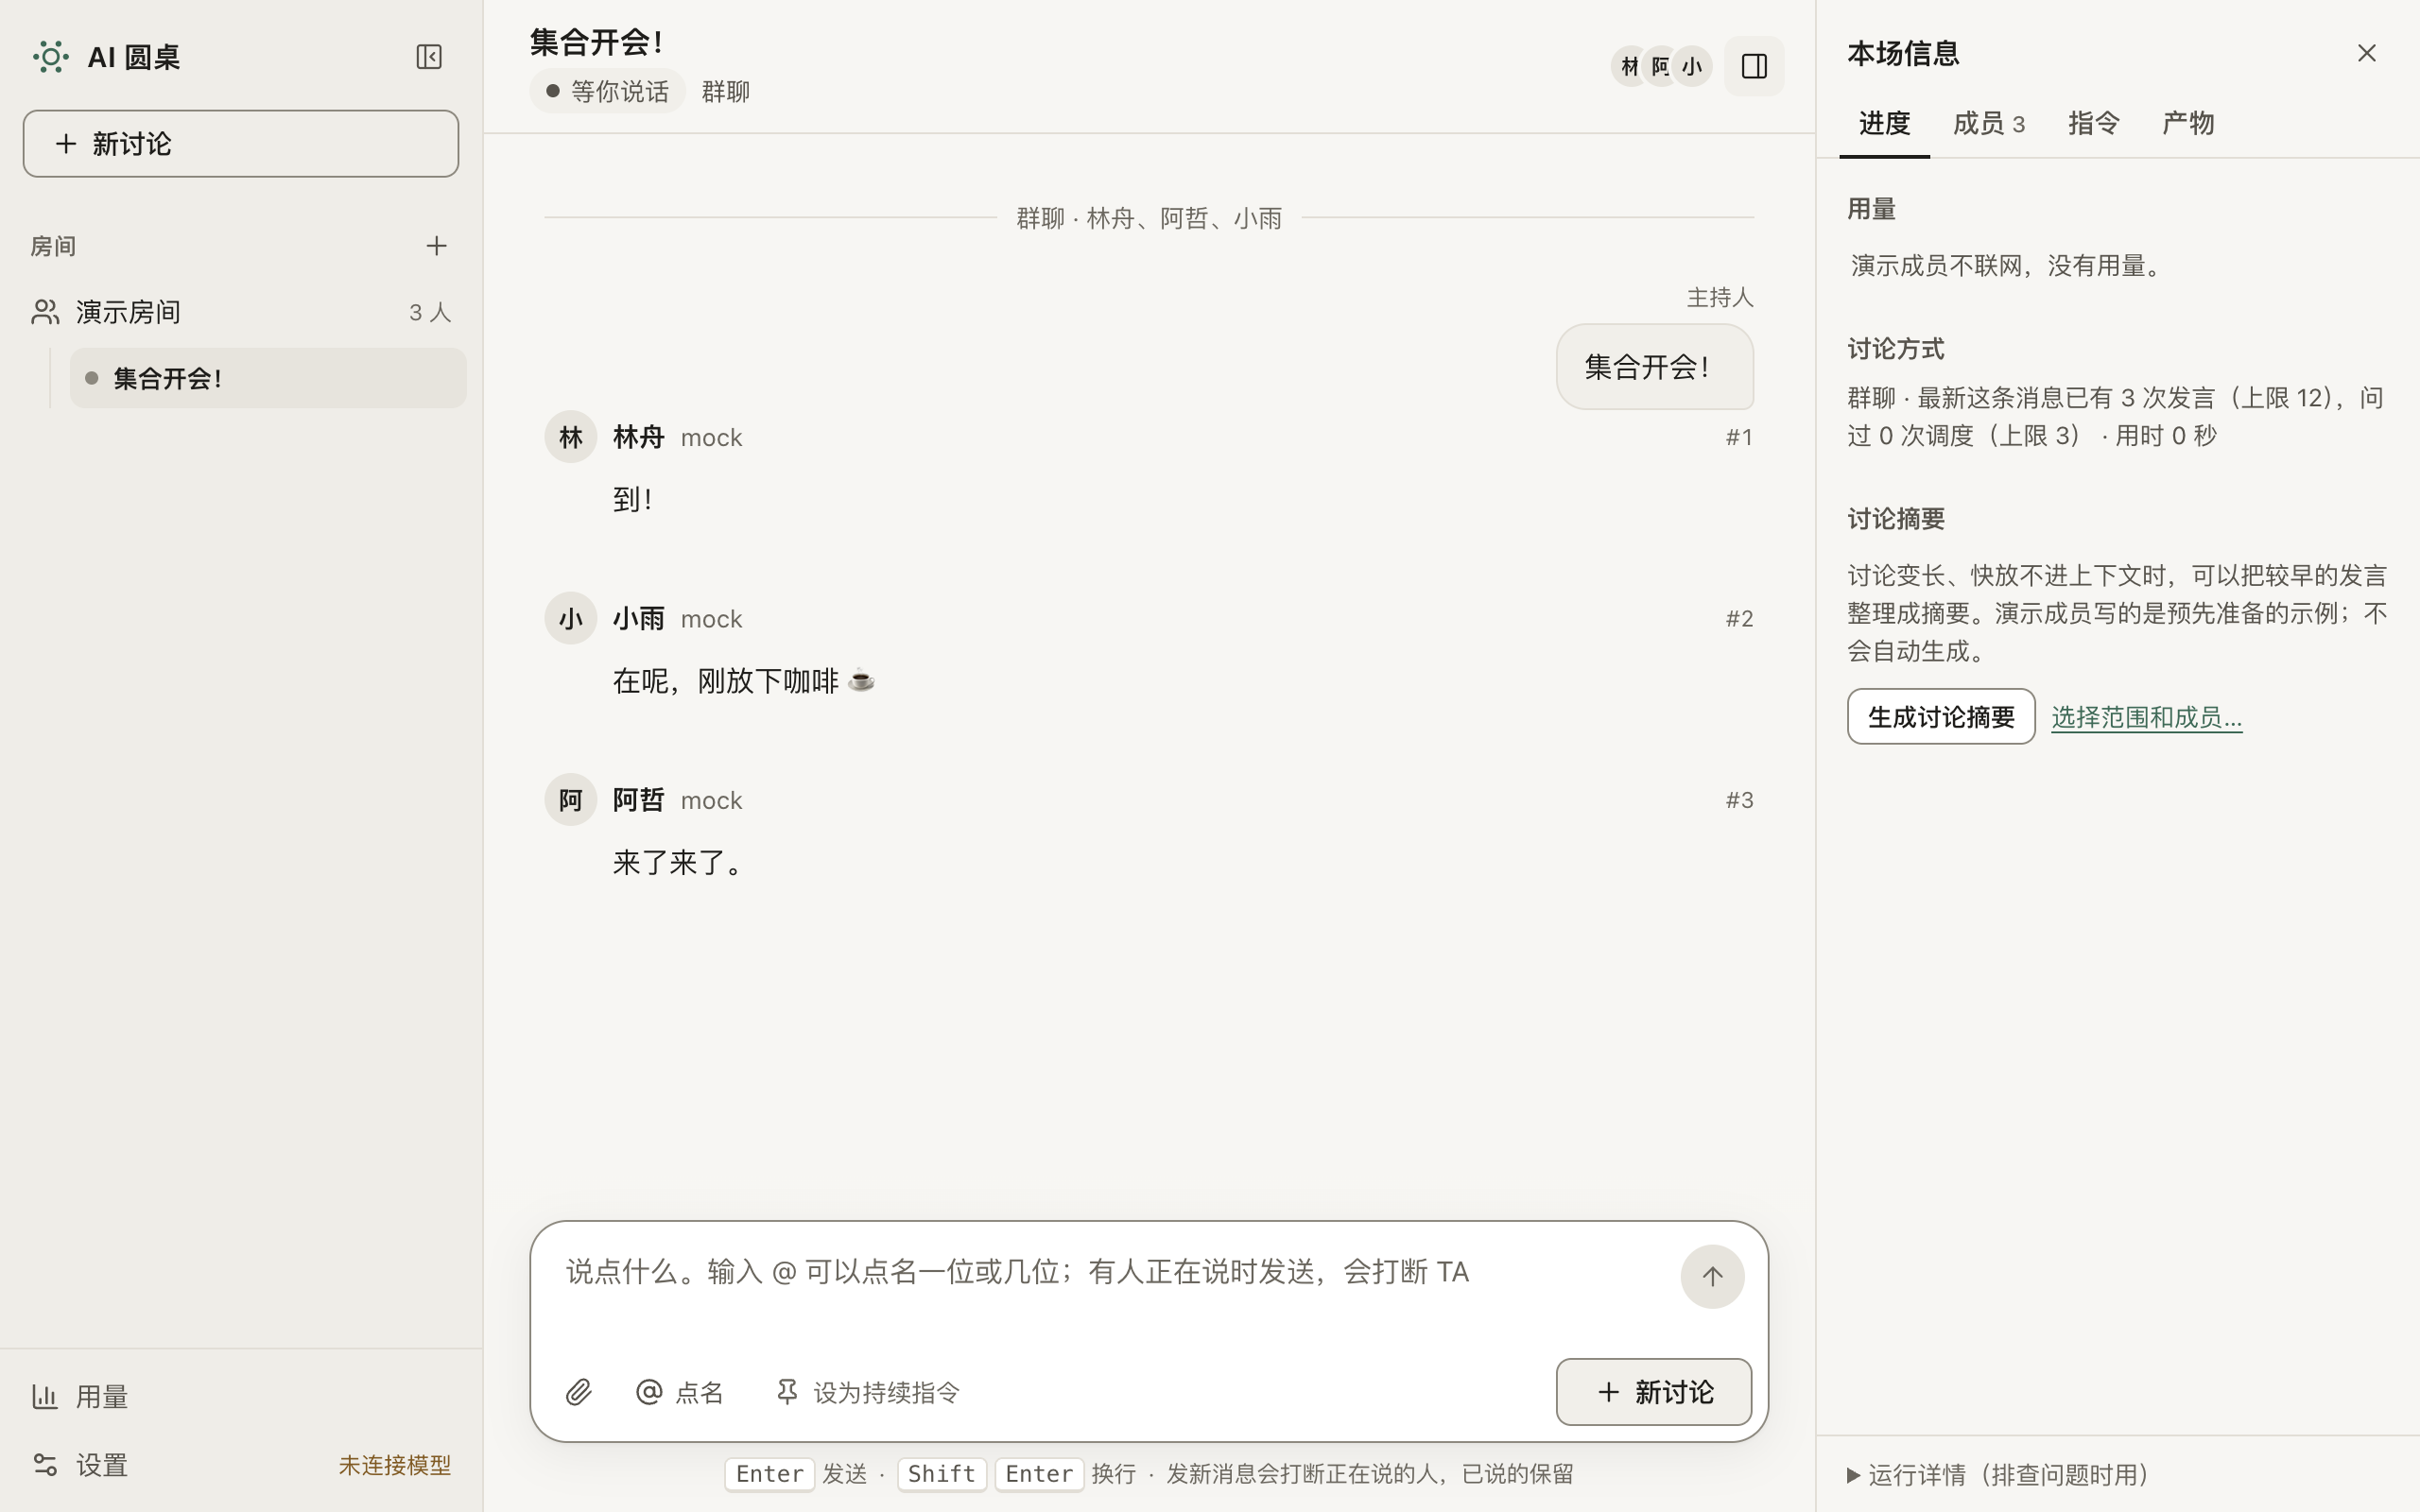 AI 圆桌
新讨论
房间
演示房间
3 人
集合开会！
用量
设置
未连接模型
集合开会！
等你说话
群聊
林
阿
小
群聊 · 林舟、阿哲、小雨
主持人
集合开会！
林
林舟 mock
#1
到！
小
小雨 mock
#2
在呢，刚放下咖啡 ☕
阿
阿哲 mock
#3
来了来了。
说点什么。输入 @ 可以点名一位或几位；有人正在说时发送，会打断 TA
点名
设为持续指令
新讨论
Enter 发送 · Shift Enter 换行 · 发新消息会打断正在说的人，已说的保留
本场信息
进度 成员 3 指令 产物
用量
演示成员不联网，没有用量。
讨论方式
群聊 · 最新这条消息已有 3 次发言（上限 12），问
过 0 次调度（上限 3） · 用时 0 秒
讨论摘要
讨论变长、快放不进上下文时，可以把较早的发言
整理成摘要。演示成员写的是预先准备的示例；不
会自动生成。
生成讨论摘要
选择范围和成员...
运行详情（排查问题时用）